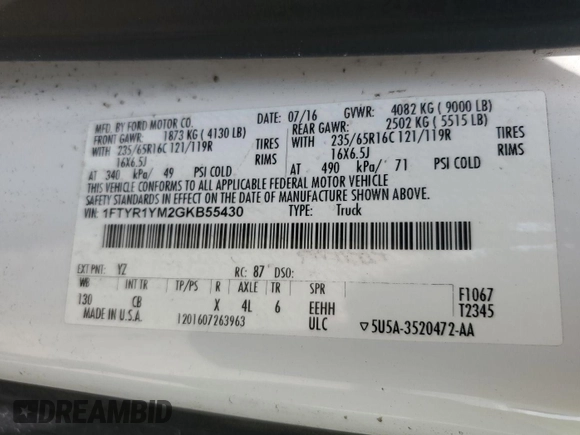 MFD. BY FORD MOTOR CO. DATE: 07/16 GVWR: 4082 KG ( 9000 LB)
FRONT GAWR: 1873 KG ( 4130 LB) REAR GAWR: 2502 KG ( 5515 LB)
WITH 235/65R16C 121/119R TIRES WITH 235/65R16C 121/119R TIRES
16X6.5J RIMS 16X6.5J RIMS
AT 340 kPa/ 49 PSI COLD AT 490 kPa/ 71 PSI COLD
THIS VEHICLE CONFORMS TO ALL APPLICABLE FEDERAL MOTOR VEHICLE
SAFETY STANDARDS IN EFFECT ON THE DATE OF MANUFACTURE SHOWN ABOVE.
VIN: 1FTYR1YM2GKB55430 TYPE: Truck
EXT PNT: YZ RC: 87 DSO:
WB INT TR TP/PS R AXLE TR SPR F1067
130 CB X 4L 6 EEHH T2345
MADE IN U.S.A. 1201607263963 ULC ▽5U5A-3520472-AA
DREAMBID